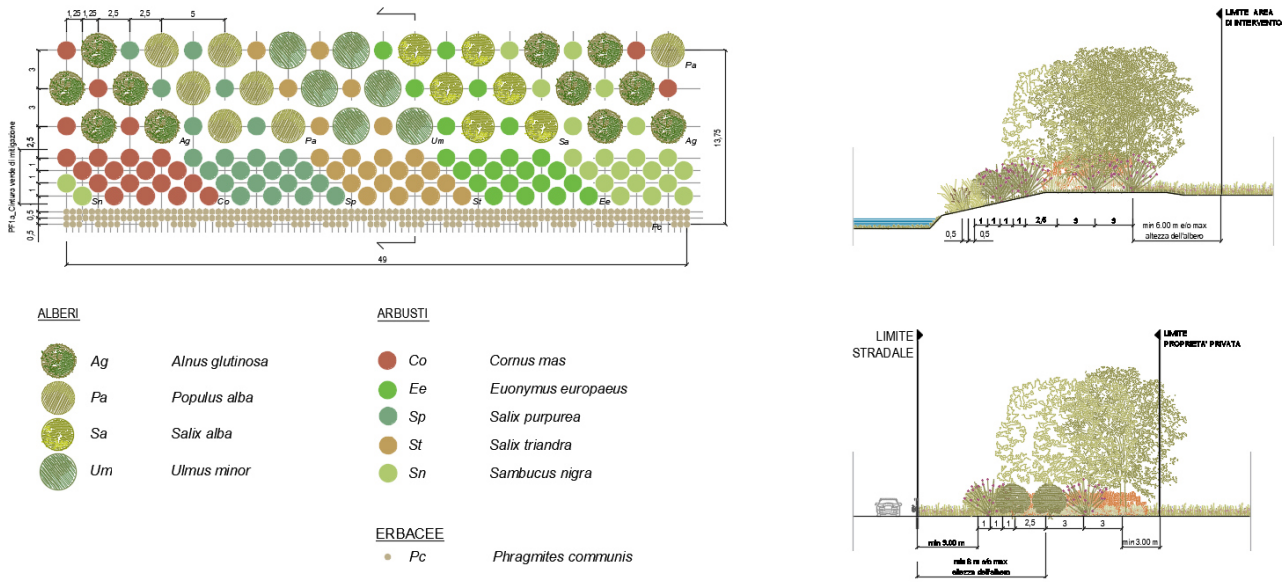 1,25
1,25
2,5
2,5
5
3
3
2,5
1
1
1
0,5
0,5
PF1a_Cintura verde di mitigazione
13,75
Pa
Ag
Pa
Um
Sa
Ag
Sn
Co
Sp
St
Ee
Pc
49
LIMITE AREA
DI INTERVENTO
1
1
1
1
2,5
3
3
0,5
0,5
min 6.00 m e/o max
altezza dell'albero
ALBERI
Ag Alnus glutinosa
Pa Populus alba
Sa Salix alba
Um Ulmus minor
ARBUSTI
Co Cornus mas
Ee Euonymus europaeus
Sp Salix purpurea
St Salix triandra
Sn Sambucus nigra
ERBACEE
Pc Phragmites communis
LIMITE
STRADALE
LIMITE
PROPRIETA' PRIVATA
1
1
1
2,5
3
3
min 3.00 m
min 3.00 m
min 6 m e/o max
altezza dell'albero